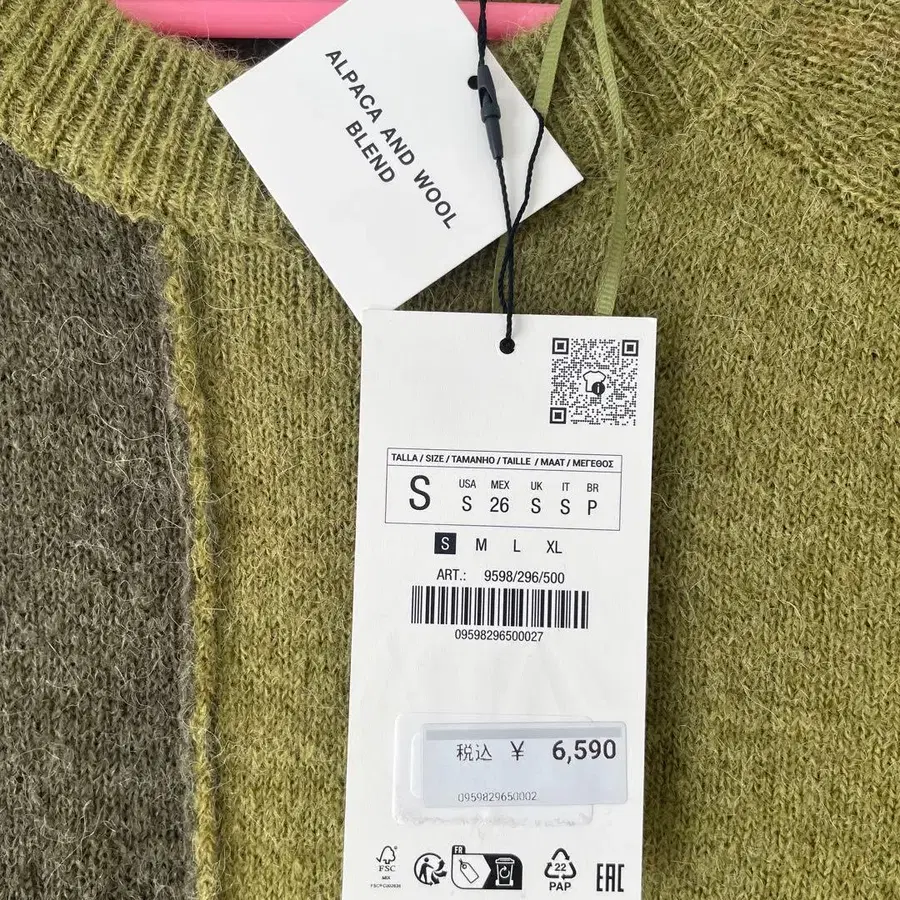 ALPACA AND WOOL
BLEND
TALLA / SIZE / TAMANHO / TAILLE / MAAT / ΜΕΓΕΘΟΣ
S
USA MEX UK IT BR
S 26 S S P
S M L XL
ART.: 9598/296/500
09598296500027
税込 ¥ 6,590
0959829650002
FR
FSC
MIX
22
PAP
EAC